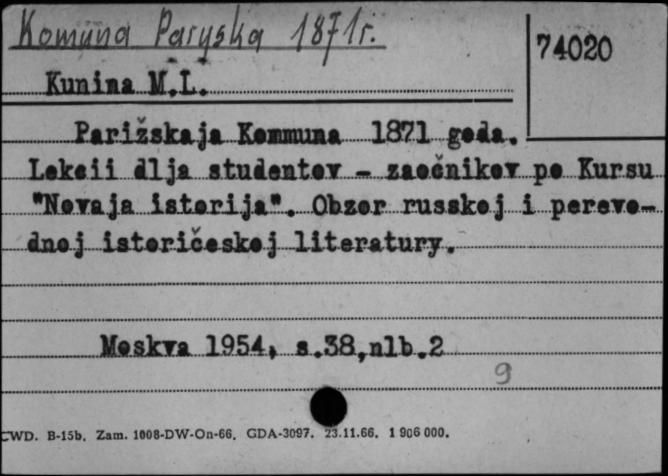 Komuna Paryska 1871r.
74020
Kunina M.L.
Parižskaja Kommuna 1871 goda.
Lekcii dlja studentov - zaočnikov po Kursu
"Novaja istorija". Obzor russkoj i perevo-
dnoj istoričeskoj literatury.
Moskva 1954, s.38,nlb.2
9
CWD. B-15b. Zam. 1008-DW-On-66. GDA-3097. 23.11.66. 1 906 000.